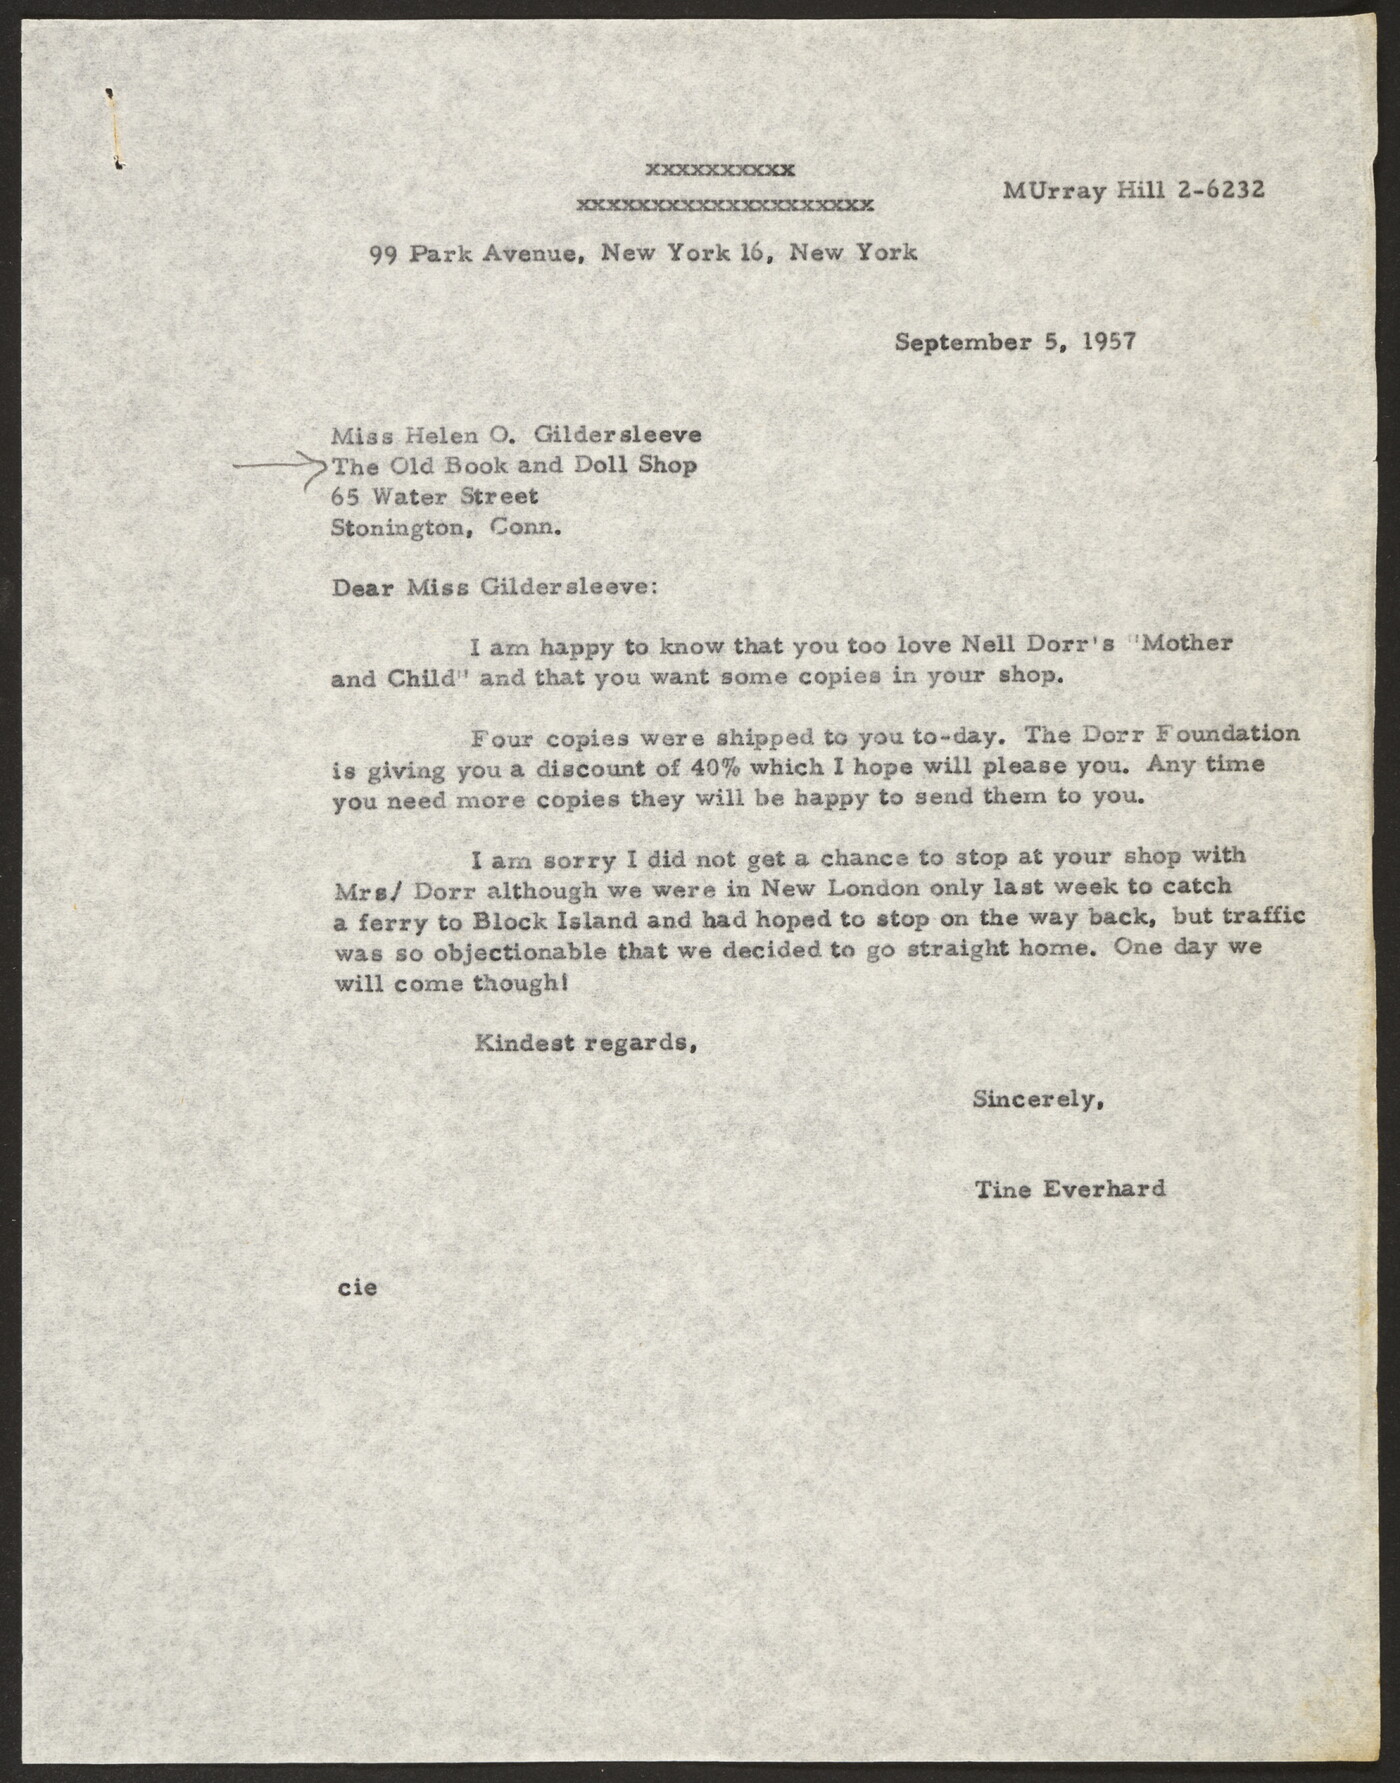 xxxxxxxxxx
xxxxxxxxxxxxxxxxxxxx
MUrray Hill 2-6232
99 Park Avenue, New York 16, New York
September 5, 1957
Miss Helen O. Gildersleeve
The Old Book and Doll Shop
65 Water Street
Stonington, Conn.
Dear Miss Gildersleeve:
I am happy to know that you too love Nell Dorr's "Mother
and Child" and that you want some copies in your shop.
Four copies were shipped to you to-day. The Dorr Foundation
is giving you a discount of 40% which I hope will please you. Any time
you need more copies they will be happy to send them to you.
I am sorry I did not get a chance to stop at your shop with
Mrs/ Dorr although we were in New London only last week to catch
a ferry to Block Island and had hoped to stop on the way back, but traffic
was so objectionable that we decided to go straight home. One day we
will come though!
Kindest regards,
Sincerely,
Tine Everhard
cie